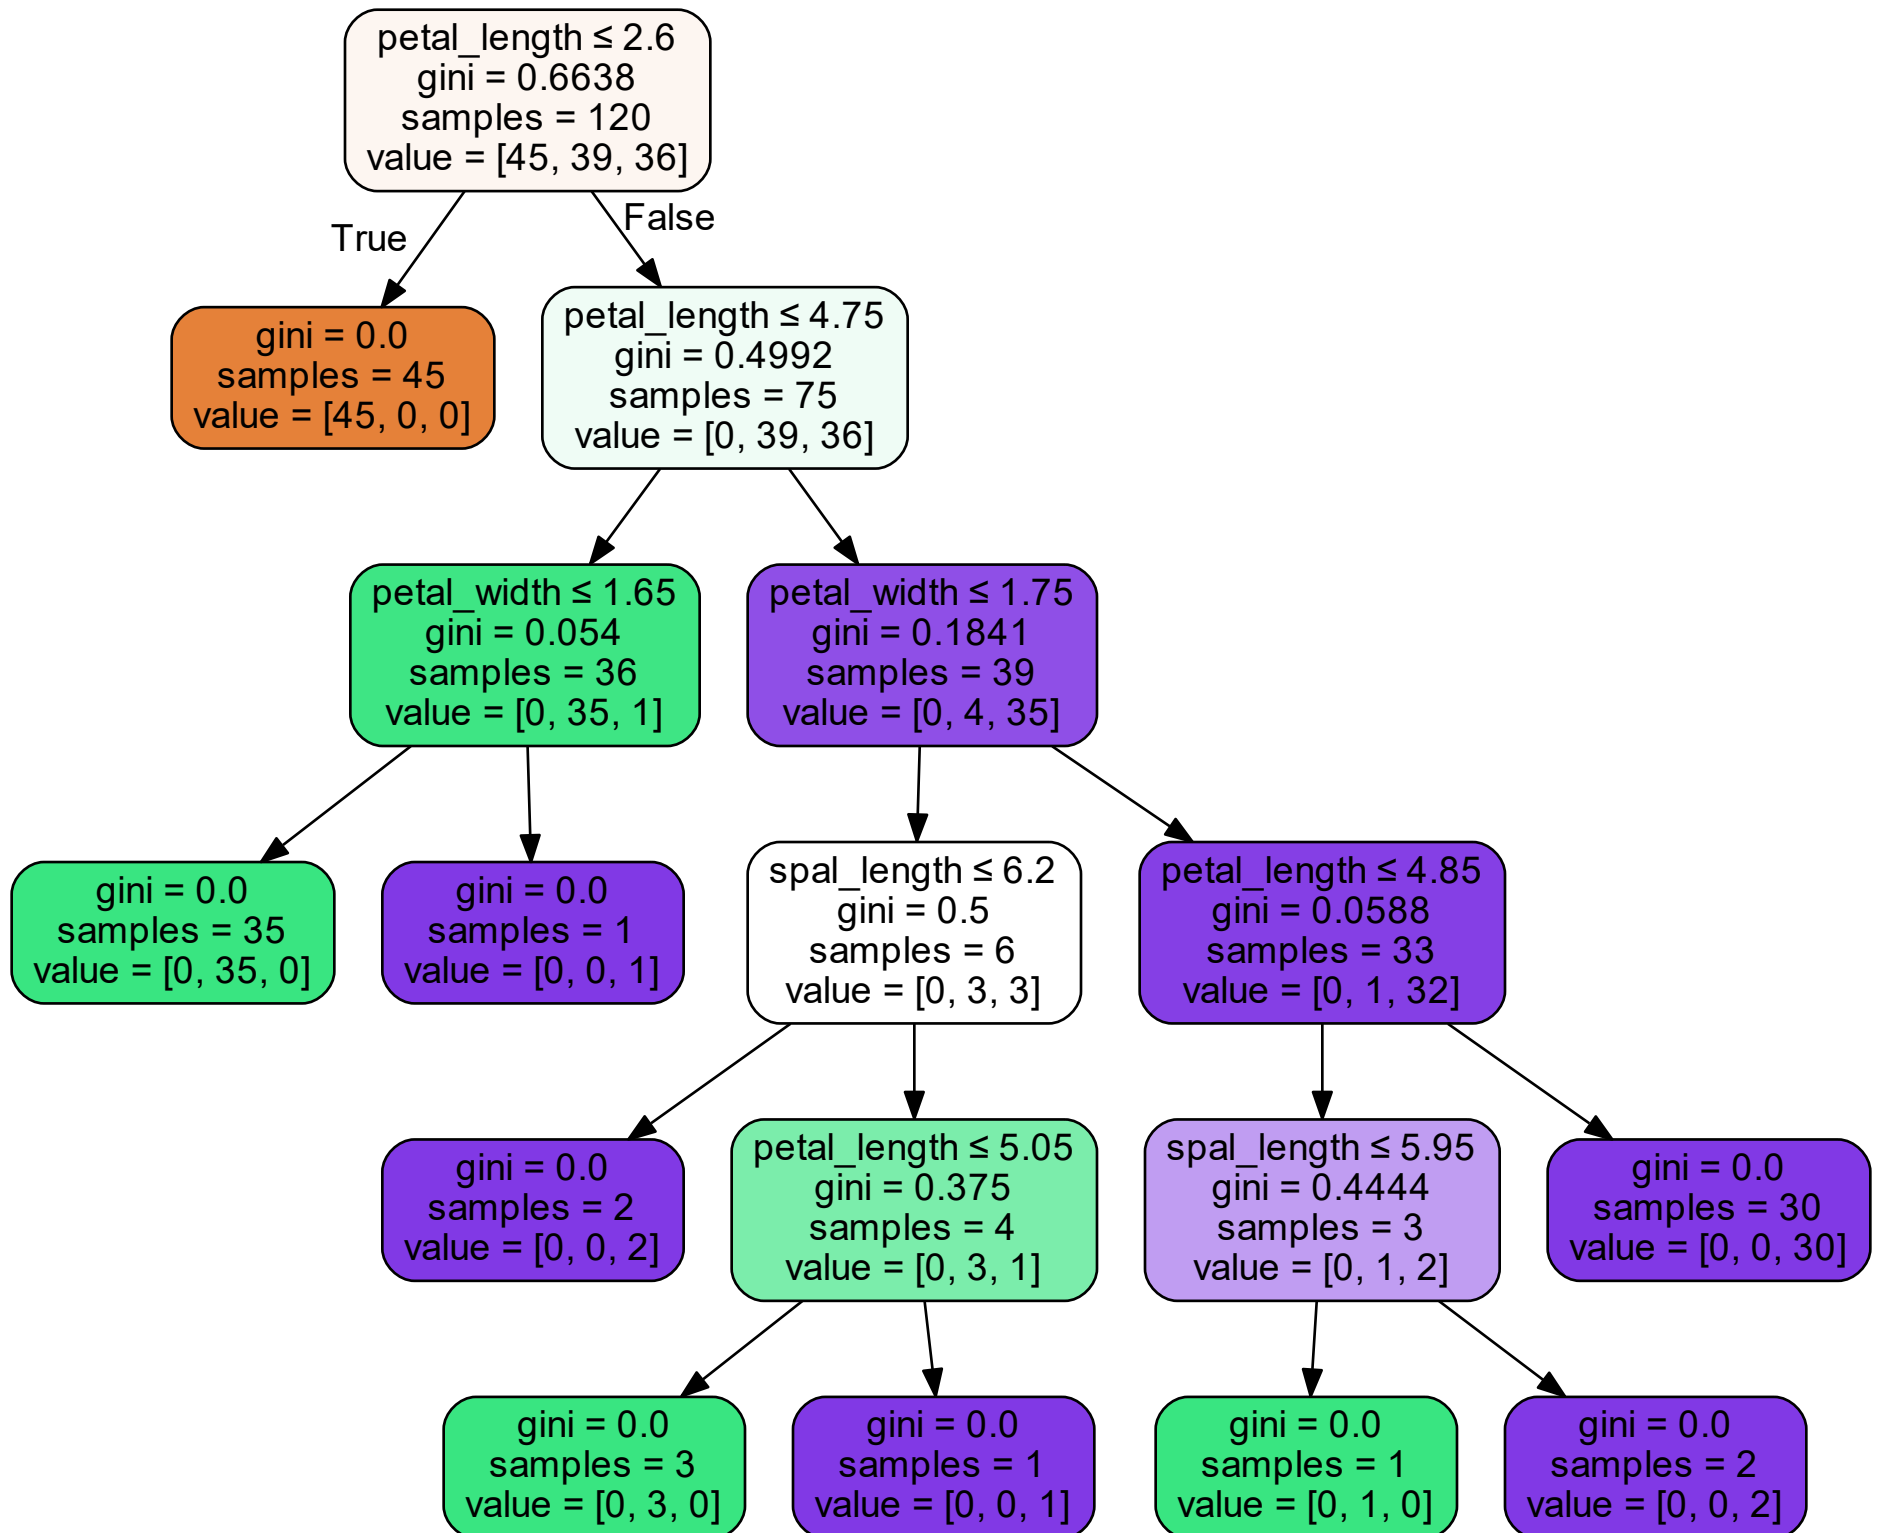 petal_length ≤ 2.6
gini = 0.6638
samples = 120
value = [45, 39, 36]
True
False
gini = 0.0
samples = 45
value = [45, 0, 0]
petal_length ≤ 4.75
gini = 0.4992
samples = 75
value = [0, 39, 36]
petal_width ≤ 1.65
gini = 0.054
samples = 36
value = [0, 35, 1]
petal_width ≤ 1.75
gini = 0.1841
samples = 39
value = [0, 4, 35]
gini = 0.0
samples = 35
value = [0, 35, 0]
gini = 0.0
samples = 1
value = [0, 0, 1]
spal_length ≤ 6.2
gini = 0.5
samples = 6
value = [0, 3, 3]
petal_length ≤ 4.85
gini = 0.0588
samples = 33
value = [0, 1, 32]
gini = 0.0
samples = 2
value = [0, 0, 2]
petal_length ≤ 5.05
gini = 0.375
samples = 4
value = [0, 3, 1]
spal_length ≤ 5.95
gini = 0.4444
samples = 3
value = [0, 1, 2]
gini = 0.0
samples = 30
value = [0, 0, 30]
gini = 0.0
samples = 3
value = [0, 3, 0]
gini = 0.0
samples = 1
value = [0, 0, 1]
gini = 0.0
samples = 1
value = [0, 1, 0]
gini = 0.0
samples = 2
value = [0, 0, 2]